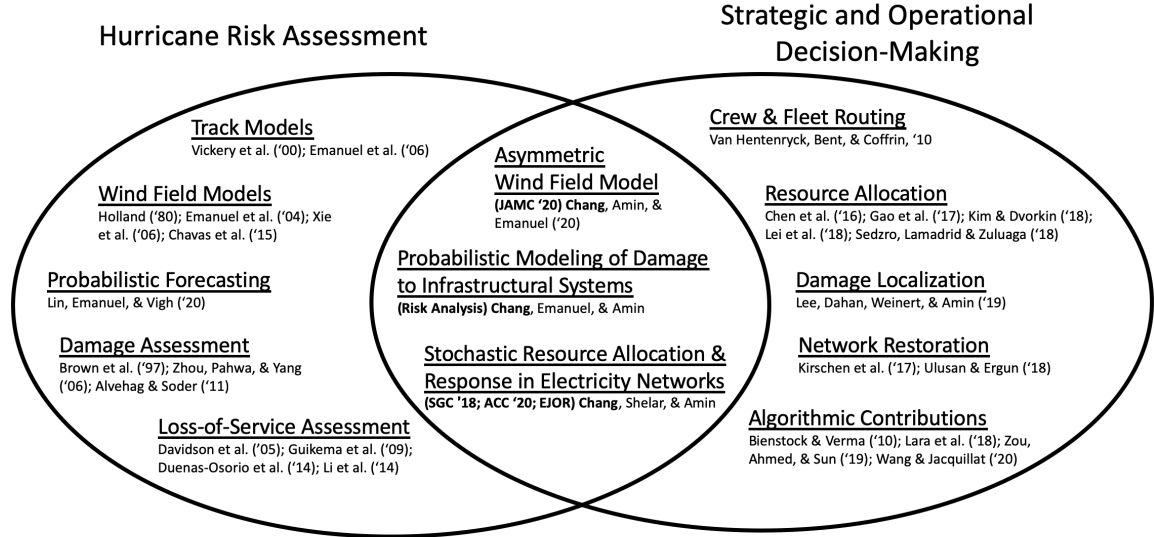 Hurricane Risk Assessment
Strategic and Operational
Decision-Making
Track Models
Vickery et al. (‘00); Emanuel et al. (‘06)
Wind Field Models
Holland (‘80); Emanuel et al. (‘04); Xie
et al. (‘06); Chavas et al. (‘15)
Probabilistic Forecasting
Lin, Emanuel, & Vigh (‘20)
Damage Assessment
Brown et al. (‘97); Zhou, Pahwa, & Yang
(‘06); Alvehag & Soder (‘11)
Loss-of-Service Assessment
Davidson et al. (‘05); Guikema et al. (‘09);
Duenas-Osorio et al. (‘14); Li et al. (‘14)
Asymmetric
Wind Field Model
(JAMC ‘20) Chang, Amin, &
Emanuel (‘20)
Probabilistic Modeling of Damage
to Infrastructural Systems
(Risk Analysis) Chang, Emanuel, & Amin
Stochastic Resource Allocation &
Response in Electricity Networks
(SGC '18; ACC ‘20; EJOR) Chang, Shelar, & Amin
Crew & Fleet Routing
Van Hentenryck, Bent, & Coffrin, ‘10
Resource Allocation
Chen et al. (‘16); Gao et al. (‘17); Kim & Dvorkin (‘18);
Lei et al. (‘18); Sedzro, Lamadrid & Zuluaga (‘18)
Damage Localization
Lee, Dahan, Weinert, & Amin (‘19)
Network Restoration
Kirschen et al. (‘17); Ulusan & Ergun (‘18)
Algorithmic Contributions
Bienstock & Verma (‘10); Lara et al. (‘18); Zou,
Ahmed, & Sun (‘19); Wang & Jacquillat (‘20)